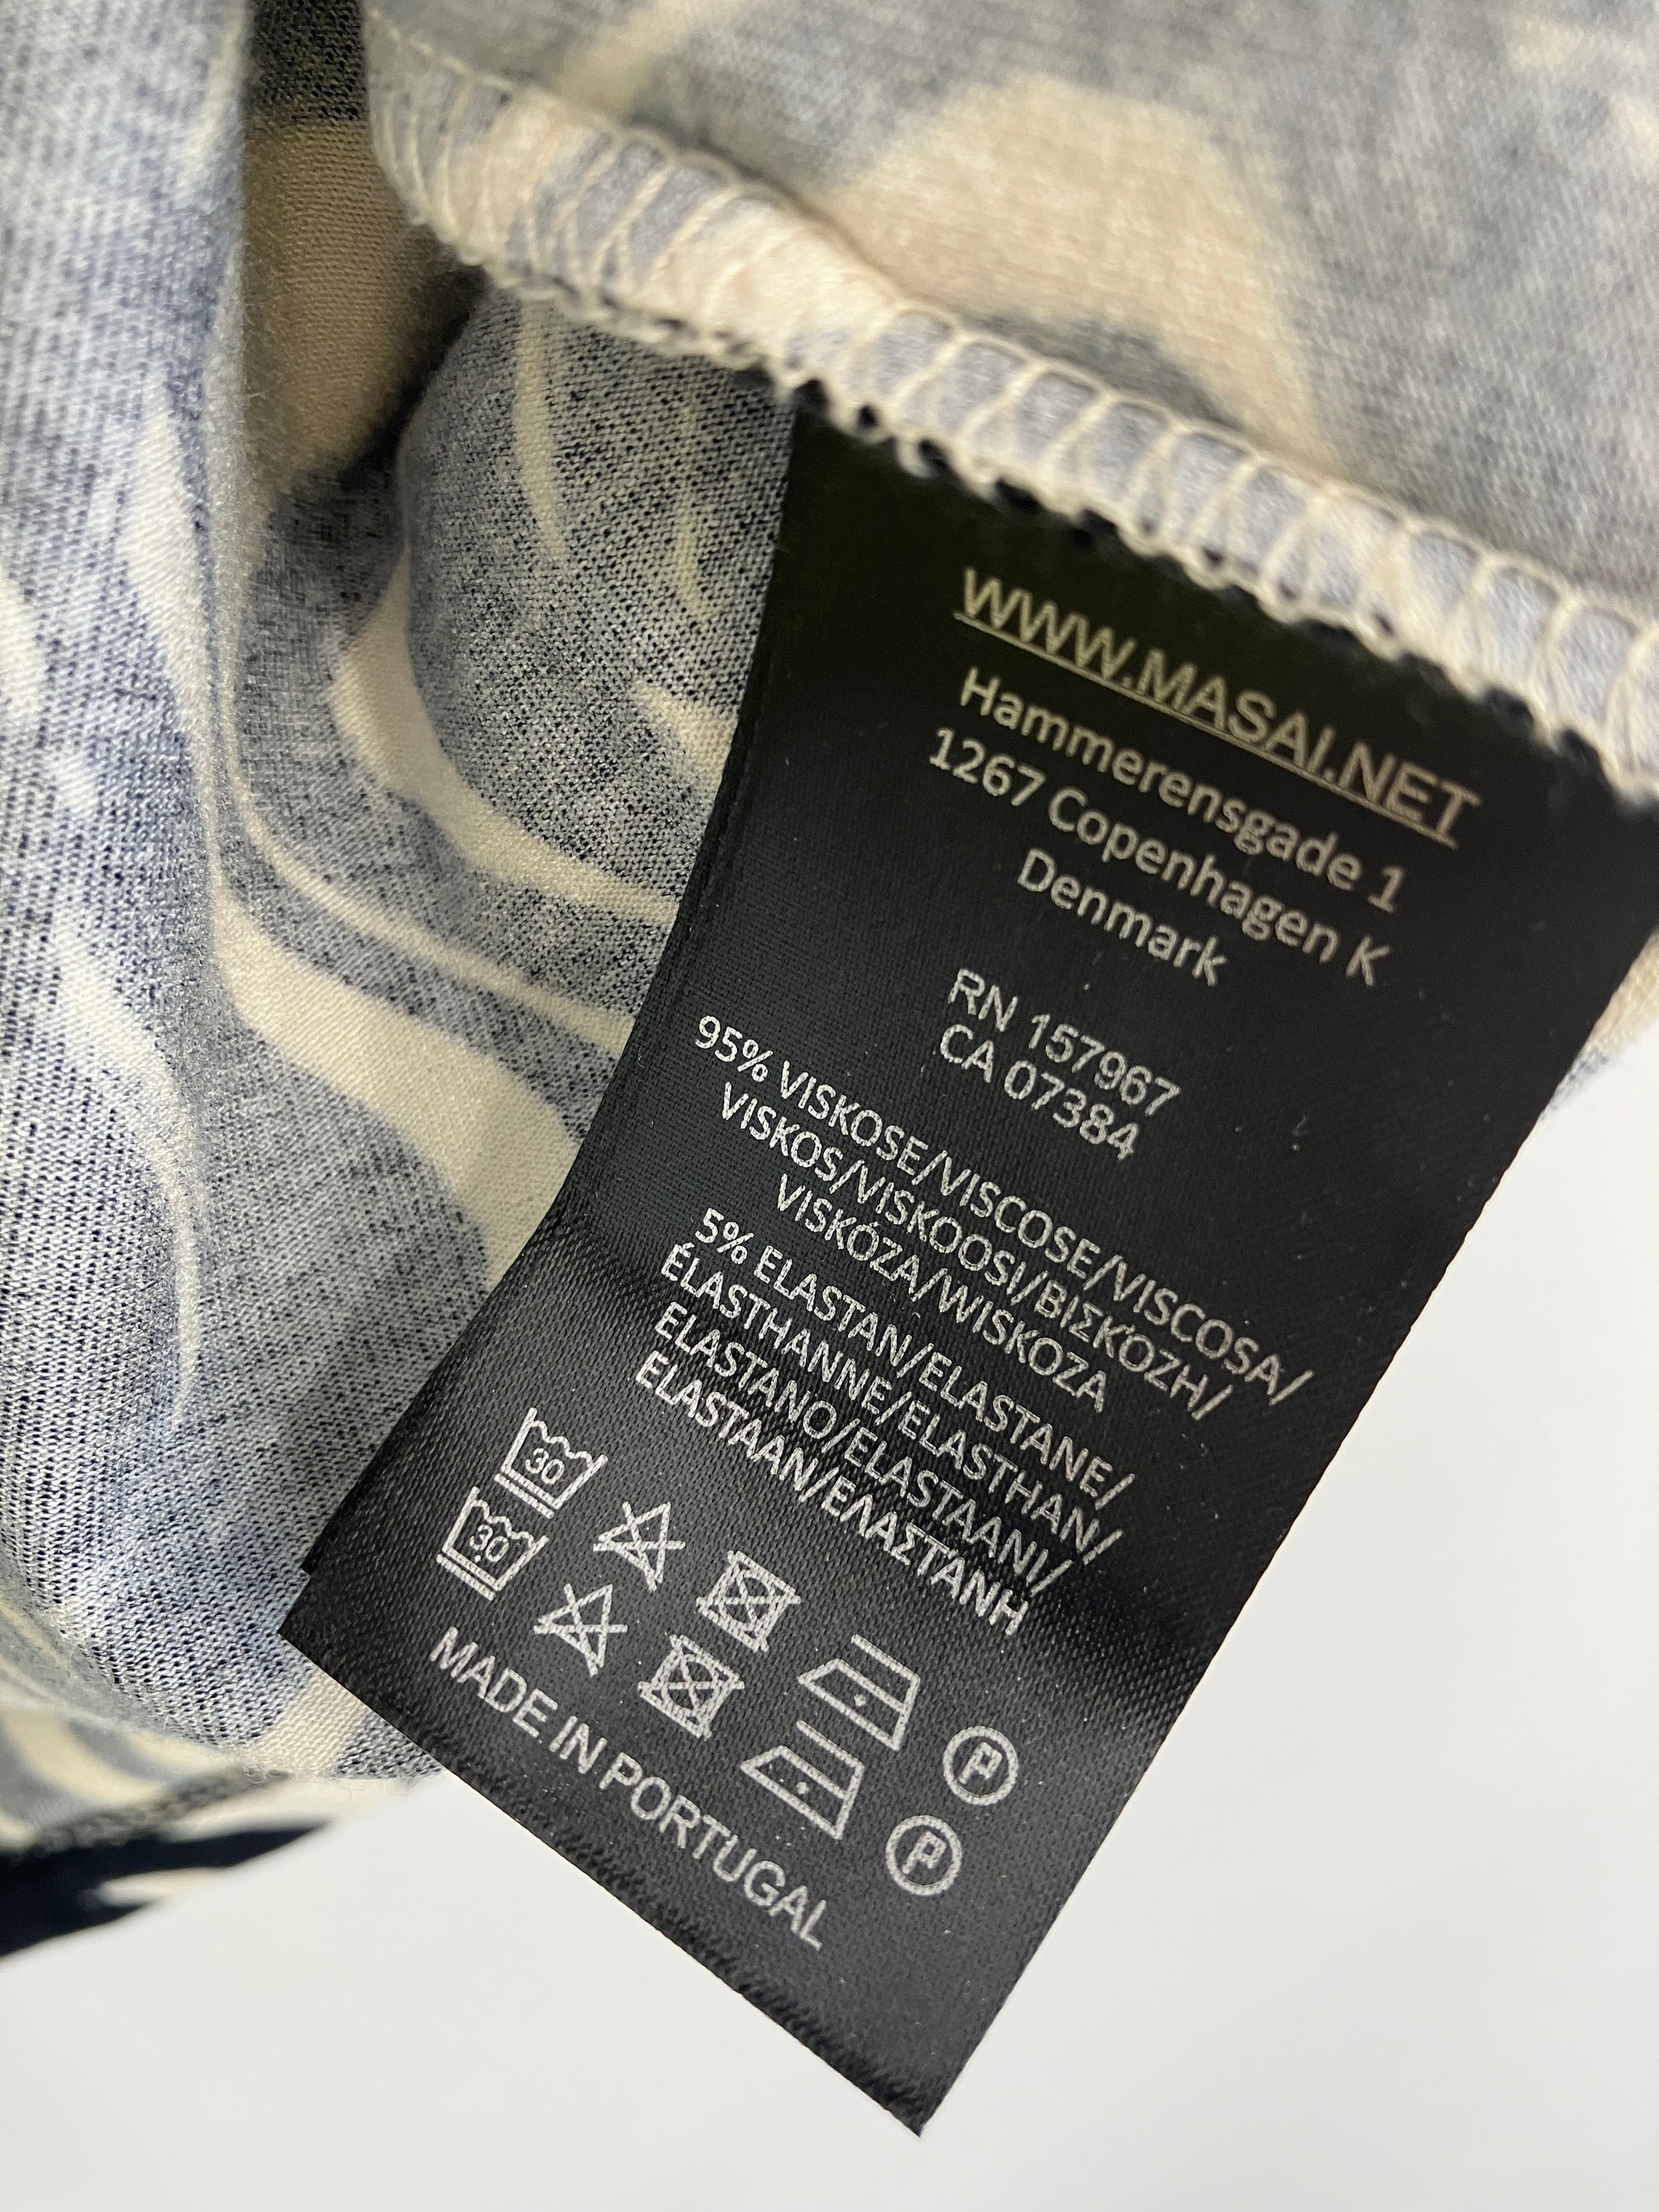 WWW.MASAI.NET
Hammerensgade 1
1267 Copenhagen K
Denmark
RN 157967
CA 07384
95% VISKOSE/VISCOSE/VISCOSA/
VISKOS/VISKOOSI/ΒΙΣΚΌΖΗ/
VISKÓZA/WISKOZA
5% ELASTAN/ELASTANE/
ÉLASTHANNE/ELASTHAN/
ELASTANO/ELASTAANI/
ELASTAAN/ΕΛΑΣΤΑΝΗ
30
P
30
P
MADE IN PORTUGAL